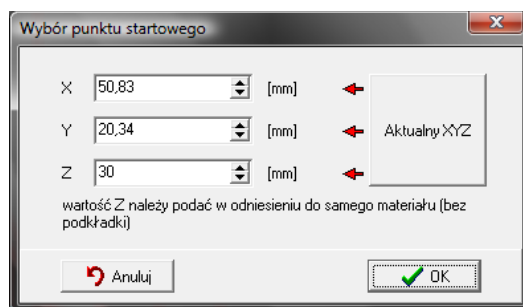 Wybór punktu startowego
X 50,83 [mm]
Y 20,34 [mm] Aktualny XYZ
Z 30 [mm]
wartość Z należy podać w odniesieniu do samego materiału (bez
podkładki)
Anuluj OK